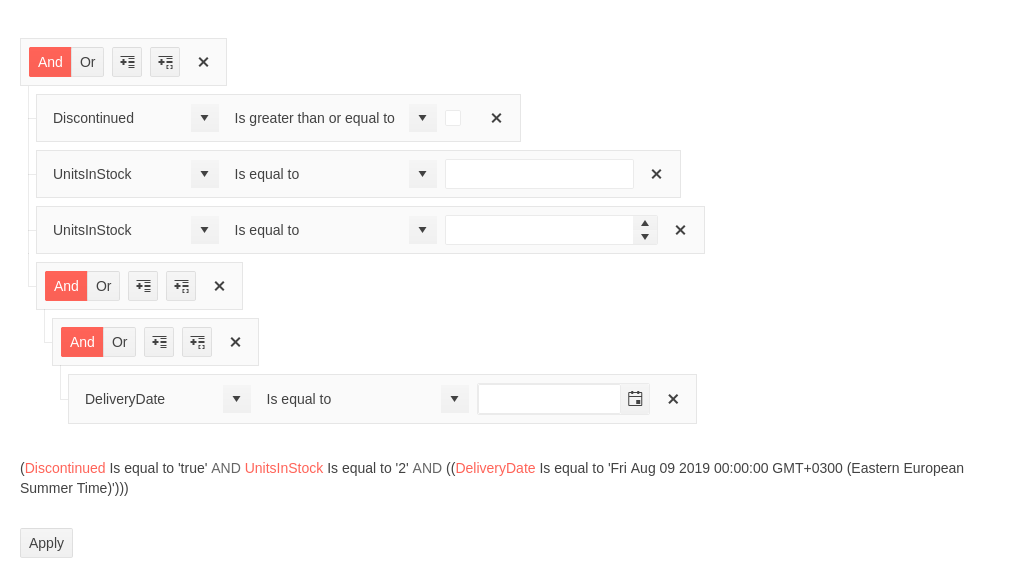 And Or
Discontinued Is greater than or equal to
UnitsInStock Is equal to
UnitsInStock Is equal to
And Or
And Or
DeliveryDate Is equal to
(Discontinued Is equal to 'true' AND UnitsInStock Is equal to '2' AND ((DeliveryDate Is equal to 'Fri Aug 09 2019 00:00:00 GMT+0300 (Eastern European
Summer Time)')))
Apply